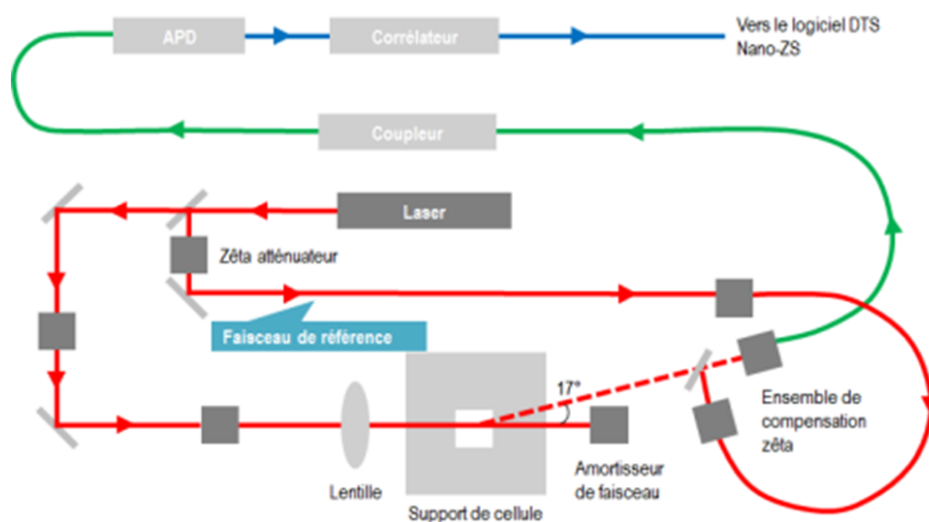 APD
Corrélateur
Vers le logiciel DTS
Nano-ZS
Coupleur
Laser
Zêta atténuateur
Faisceau de référence
17°
Ensemble de
compensation
zêta
Lentille
Amortisseur
de faisceau
Support de cellule